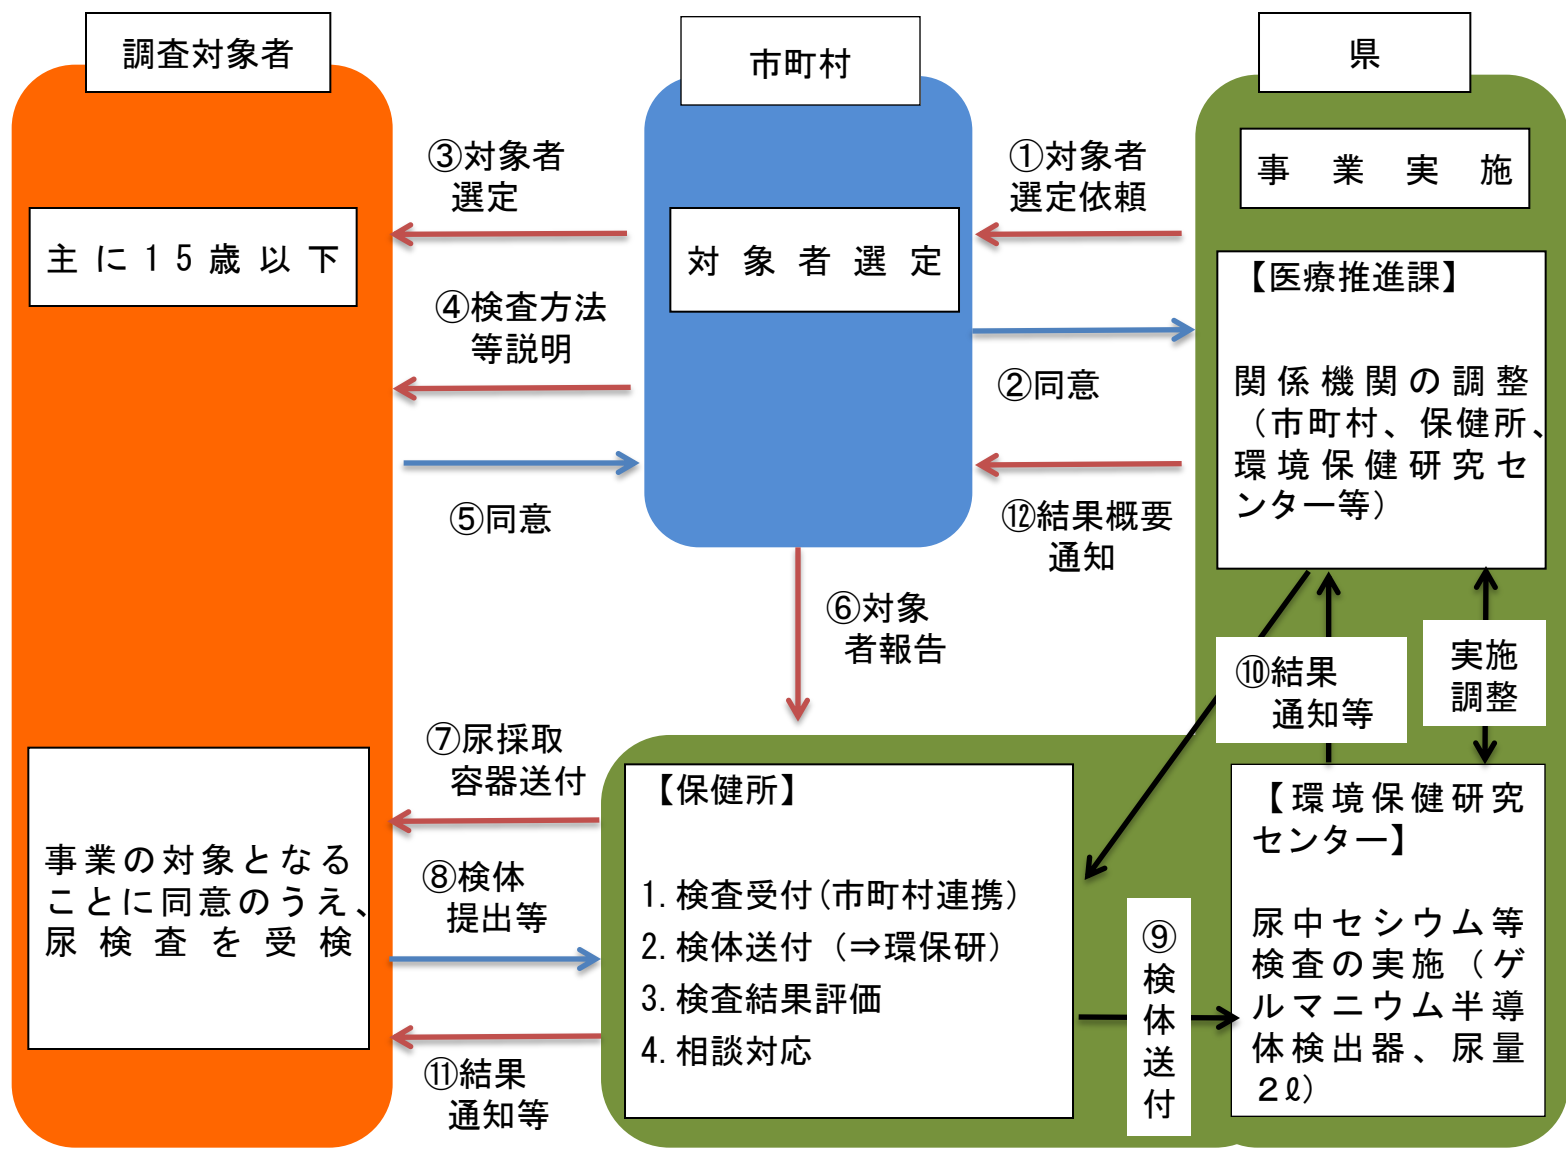 調査対象者
市町村
県
③対象者
選定
①対象者
選定依頼
事業実施
主に15歳以下
対象者選定
【医療推進課】
関係機関の調整
（市町村、保健所、
環境保健研究セ
ンター等）
④検査方法
等説明
②同意
⑤同意
⑫結果概要
通知
⑥対象
者報告
⑩結果
通知等
実施
調整
⑦尿採取
容器送付
事業の対象となる
ことに同意のうえ、
尿検査を受検
⑧検体
提出等
⑪結果
通知等
【保健所】
1.検査受付（市町村連携）
2.検体送付（⇒環保研）
3.検査結果評価
4.相談対応
⑨
検
体
送
付
【環境保健研究
センター】
尿中セシウム等
検査の実施（ゲ
ルマニウム半導
体検出器、尿量
2ℓ）